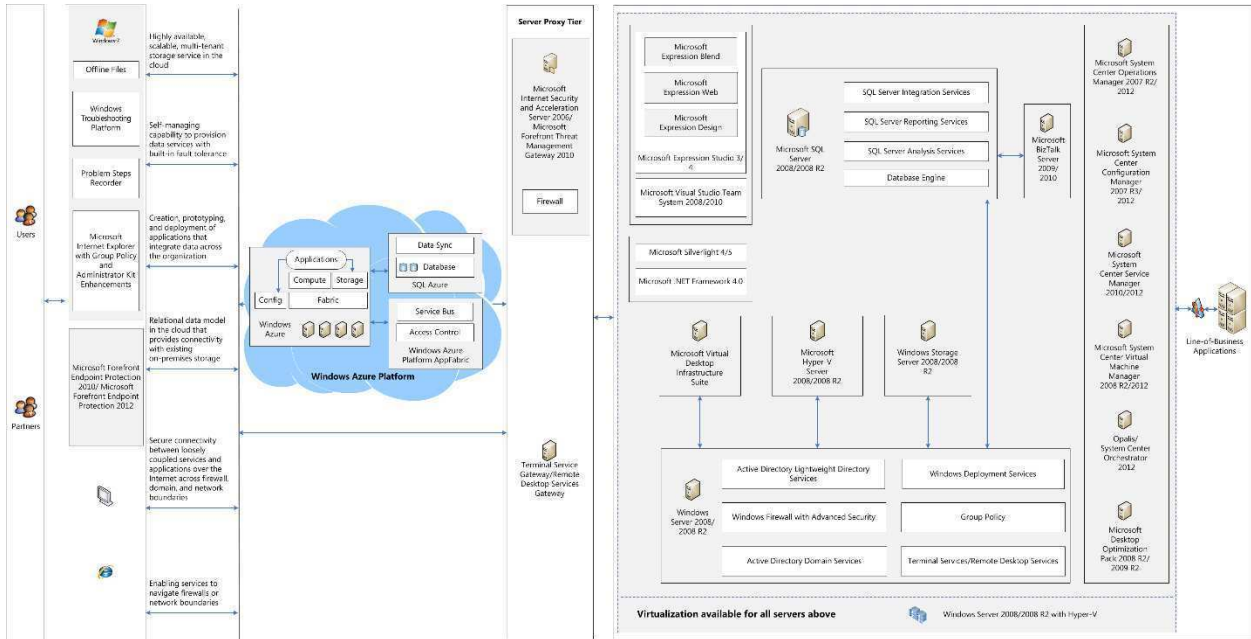 Users
Partners
Windows 7
Offline Files
Windows
Troubleshooting
Platform
Problem Steps
Recorder
Microsoft
Internet Explorer
with Group Policy
and
Administrator Kit
Enhancements
Microsoft Forefront
Endpoint Protection
2010/ Microsoft
Forefront Endpoint
Protection 2012
Highly available,
scalable, multi-tenant
storage service in the
cloud
Self-managing
capability to provision
data services with
built-in fault tolerance
Creation, prototyping,
and deployment of
applications that
integrate data across
the organization
Relational data model
in the cloud that
provides connectivity
with existing
on-premises storage
Secure connectivity
between loosely
coupled services and
applications over the
Internet across firewall,
domain, and network
boundaries
Enabling services to
navigate firewalls or
network boundaries
Applications
Compute
Storage
Config
Fabric
Windows
Azure
Data Sync
Database
SQL Azure
Service Bus
Access Control
Windows Azure
Platform AppFabric
Windows Azure Platform
Server Proxy Tier
Microsoft
Internet Security
and Acceleration
Server 2006/
Microsoft
Forefront Threat
Management
Gateway 2010
Firewall
Terminal Service
Gateway/Remote
Desktop Services
Gateway
Microsoft
Expression Blend
Microsoft
Expression Web
Microsoft
Expression Design
Microsoft Expression Studio 3/
4
Microsoft Visual Studio Team
System 2008/2010
Microsoft Silverlight 4/5
Microsoft .NET Framework 4.0
Microsoft SQL
Server
2008/2008 R2
SQL Server Integration Services
SQL Server Reporting Services
SQL Server Analysis Services
Database Engine
Microsoft
BizTalk
Server
2009/
2010
Microsoft Virtual
Desktop
Infrastructure
Suite
Microsoft
Hyper-V
Server
2008/2008 R2
Windows Storage
Server 2008/2008
R2
Windows
Server 2008/
2008 R2
Active Directory Lightweight Directory
Services
Windows Firewall with Advanced Security
Active Directory Domain Services
Windows Deployment Services
Group Policy
Terminal Services/Remote Desktop Services
Microsoft System
Center Operations
Manager 2007 R2/
2012
Microsoft System
Center
Configuration
Manager
2007 R3/
2012
Microsoft
System
Center Service
Manager
2010/2012
Microsoft System
Center Virtual
Machine
Manager
2008 R2/2012
Opalis/
System Center
Orchestrator
2012
Microsoft
Desktop
Optimization
Pack 2008 R2/
2009 R2
Line-of-Business
Applications
Virtualization available for all servers above
Windows Server 2008/2008 R2 with Hyper-V